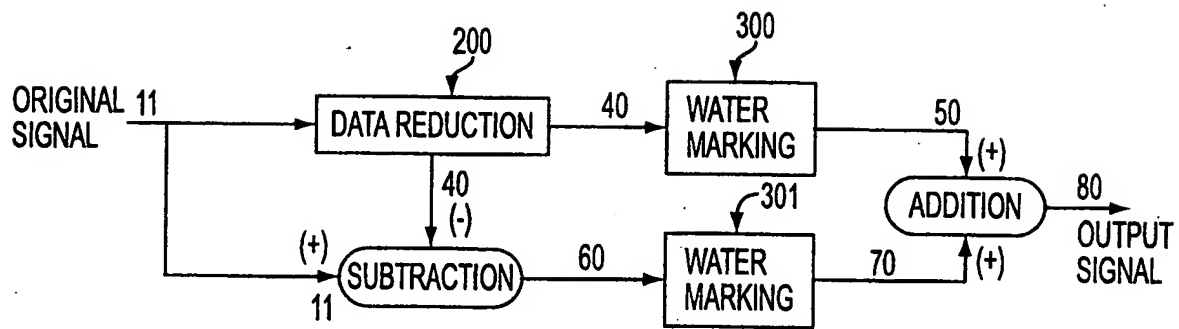 200
300
ORIGINAL
SIGNAL
11
DATA REDUCTION
40
WATER
MARKING
50
(+)
40
(-)
301
ADDITION
80
OUTPUT
SIGNAL
(+)
11
SUBTRACTION
60
WATER
MARKING
70
(+)